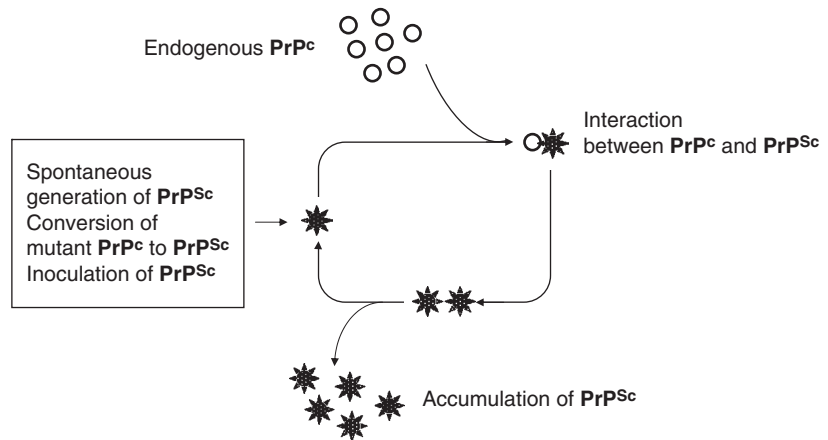 Endogenous PrPc
Interaction
between PrPc and PrPSc
Spontaneous
generation of PrPSc
Conversion of
mutant PrPc to PrPSc
Inoculation of PrPSc
Accumulation of PrPSc